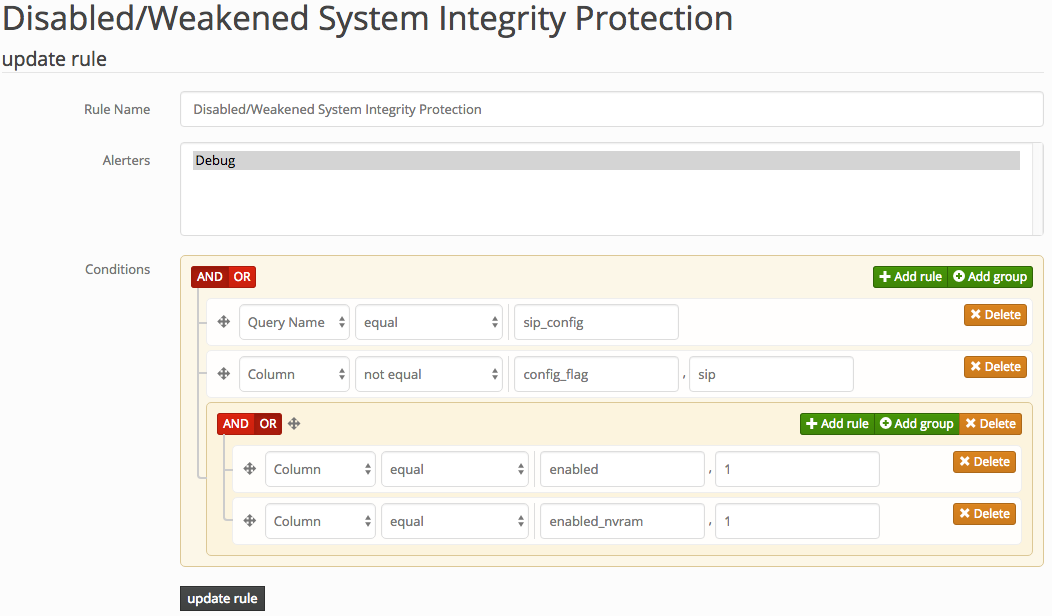 Disabled/Weakened System Integrity Protection
update rule
Rule Name Disabled/Weakened System Integrity Protection
Alerters Debug
Conditions AND OR Add rule Add group
Query Name equal sip_config Delete
Column not equal config_flag , sip Delete
AND OR Add rule Add group Delete
Column equal enabled , 1 Delete
Column equal enabled_nvram , 1 Delete
update rule